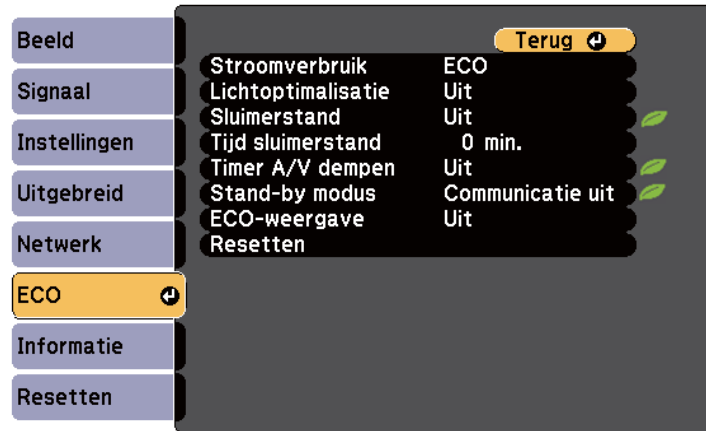 Beeld
Signaal
Instellingen
Uitgebreid
Netwerk
ECO
Informatie
Resetten
Terug
Stroomverbruik ECO
Lichtoptimalisatie Uit
Sluimerstand Uit
Tijd sluimerstand 0 min.
Timer A/V dempen Uit
Stand-by modus Communicatie uit
ECO-weergave Uit
Resetten